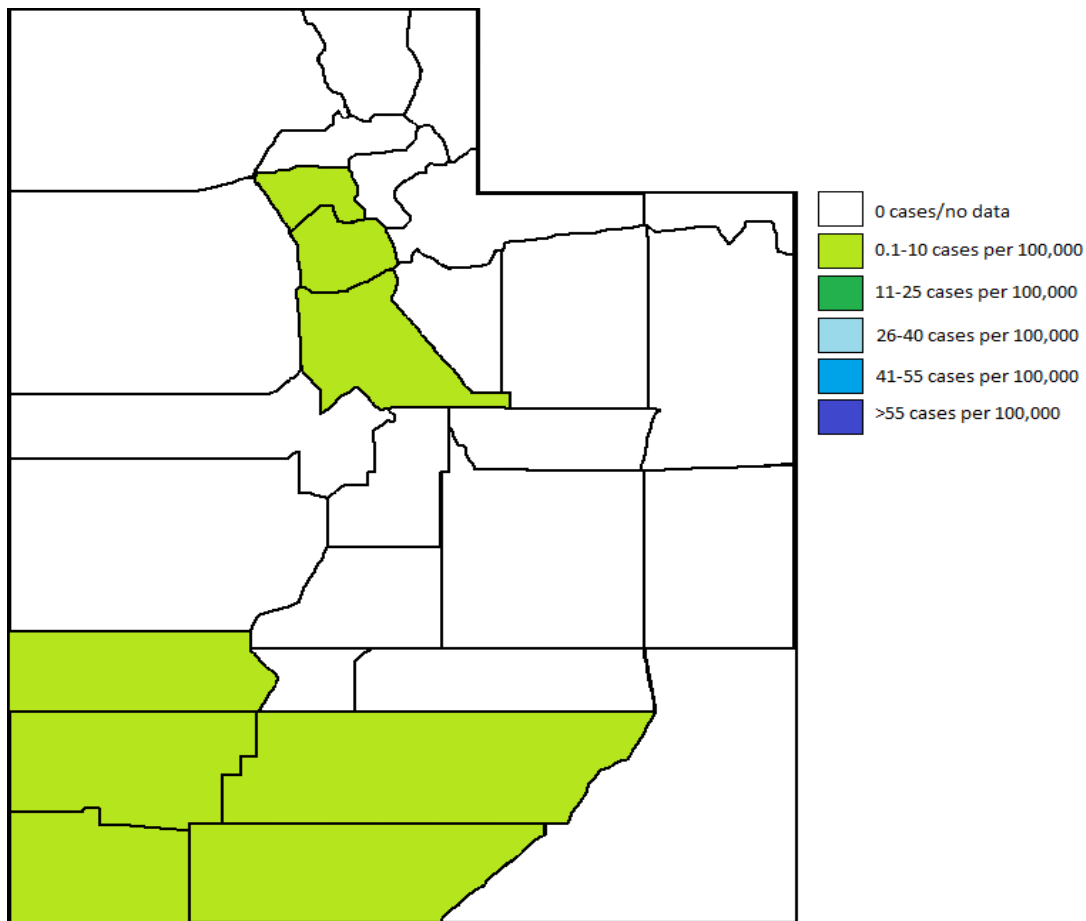 0 cases/no data
0.1-10 cases per 100,000
11-25 cases per 100,000
26-40 cases per 100,000
41-55 cases per 100,000
>55 cases per 100,000